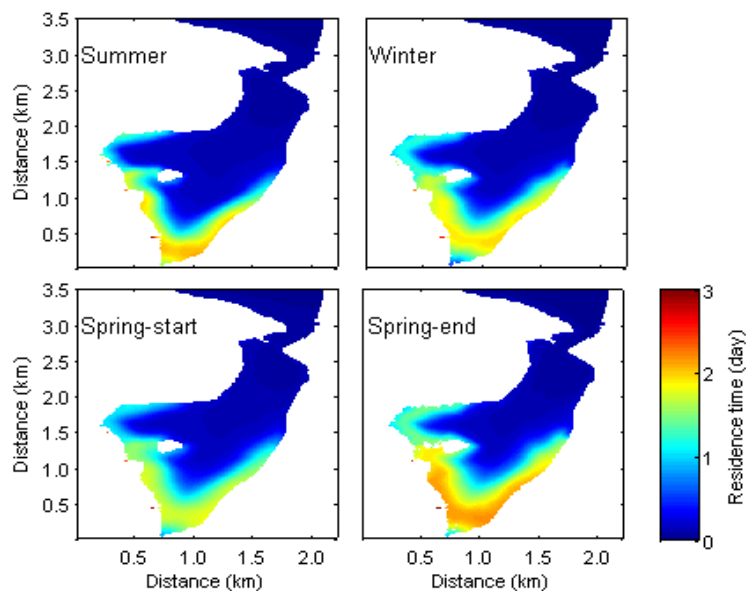 3.5
3.0
2.5
2.0
1.5
1.0
0.5
Distance (km)
Summer
Winter
3.5
3.0
2.5
2.0
1.5
1.0
0.5
Distance (km)
Spring-start
Spring-end
0.5 1.0 1.5 2.0
Distance (km)
0.5 1.0 1.5 2.0
Distance (km)
3
2
1
0
Residence time (day)